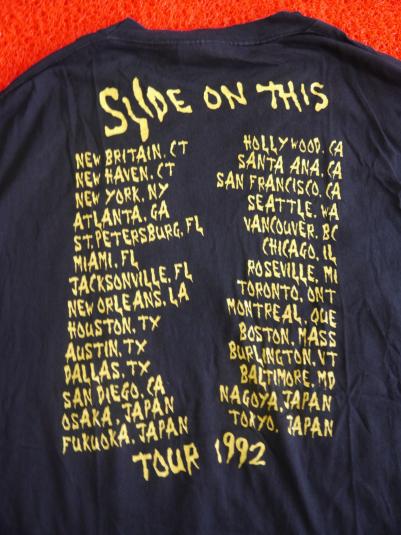 SLIDE ON THIS
NEW BRITAIN, CT
NEW HAVEN, CT
NEW YORK, NY
ATLANTA, GA
ST. PETERSBURG, FL
MIAMI, FL
JACKSONVILLE, FL
NEW ORLEANS, LA
HOUSTON, TX
AUSTIN, TX
DALLAS, TX
SAN DIEGO, CA
OSAKA, JAPAN
FUKUOKA, JAPAN
HOLLYWOOD, CA
SANTA ANA, CA
SAN FRANCISCO, CA
SEATTLE, WA
VANCOUVER, BC
CHICAGO, IL
ROSEVILLE, MI
TORONTO, ONT
MONTREAL, QUE
BOSTON, MASS
BURLINGTON, VT
BALTIMORE, MD
NAGOYA, JAPAN
TOKYO, JAPAN
TOUR 1992